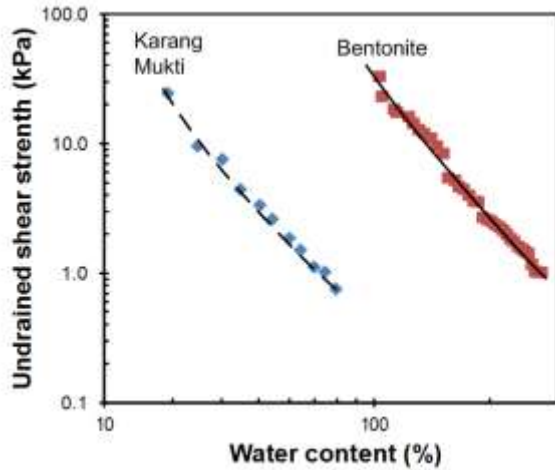 100.0
10.0
1.0
0.1
10
100
Undrained shear strenth (kPa)
Water content (%)
Karang
Mukti
Bentonite